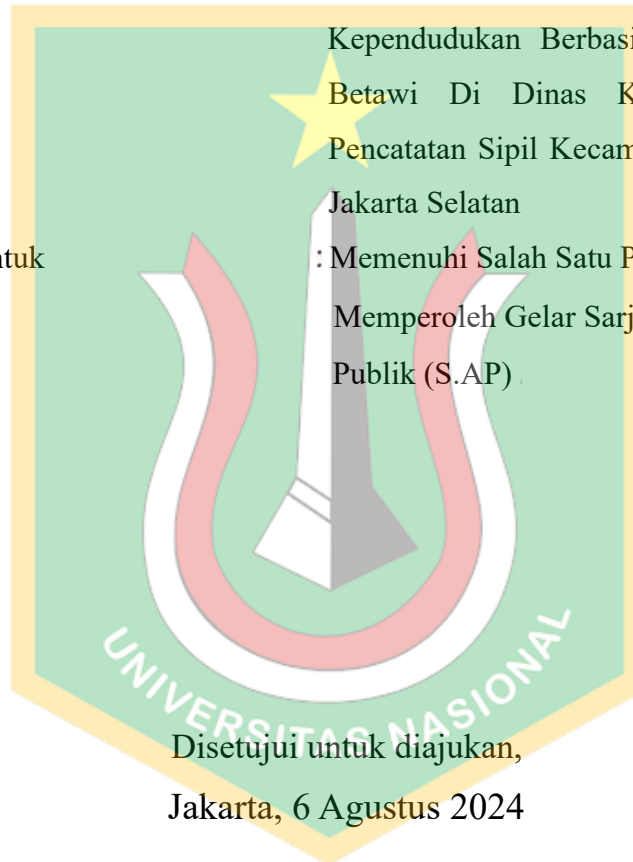 Kependudukan Berbasi
Betawi Di Dinas K
Pencatatan Sipil Kecam
Jakarta Selatan
ntuk : Memenuhi Salah Satu P
Memperoleh Gelar Sarj
Publik (S.AP)
UNIVERSITAS NASIONAL
Disetujui untuk diajukan,
Jakarta, 6 Agustus 2024